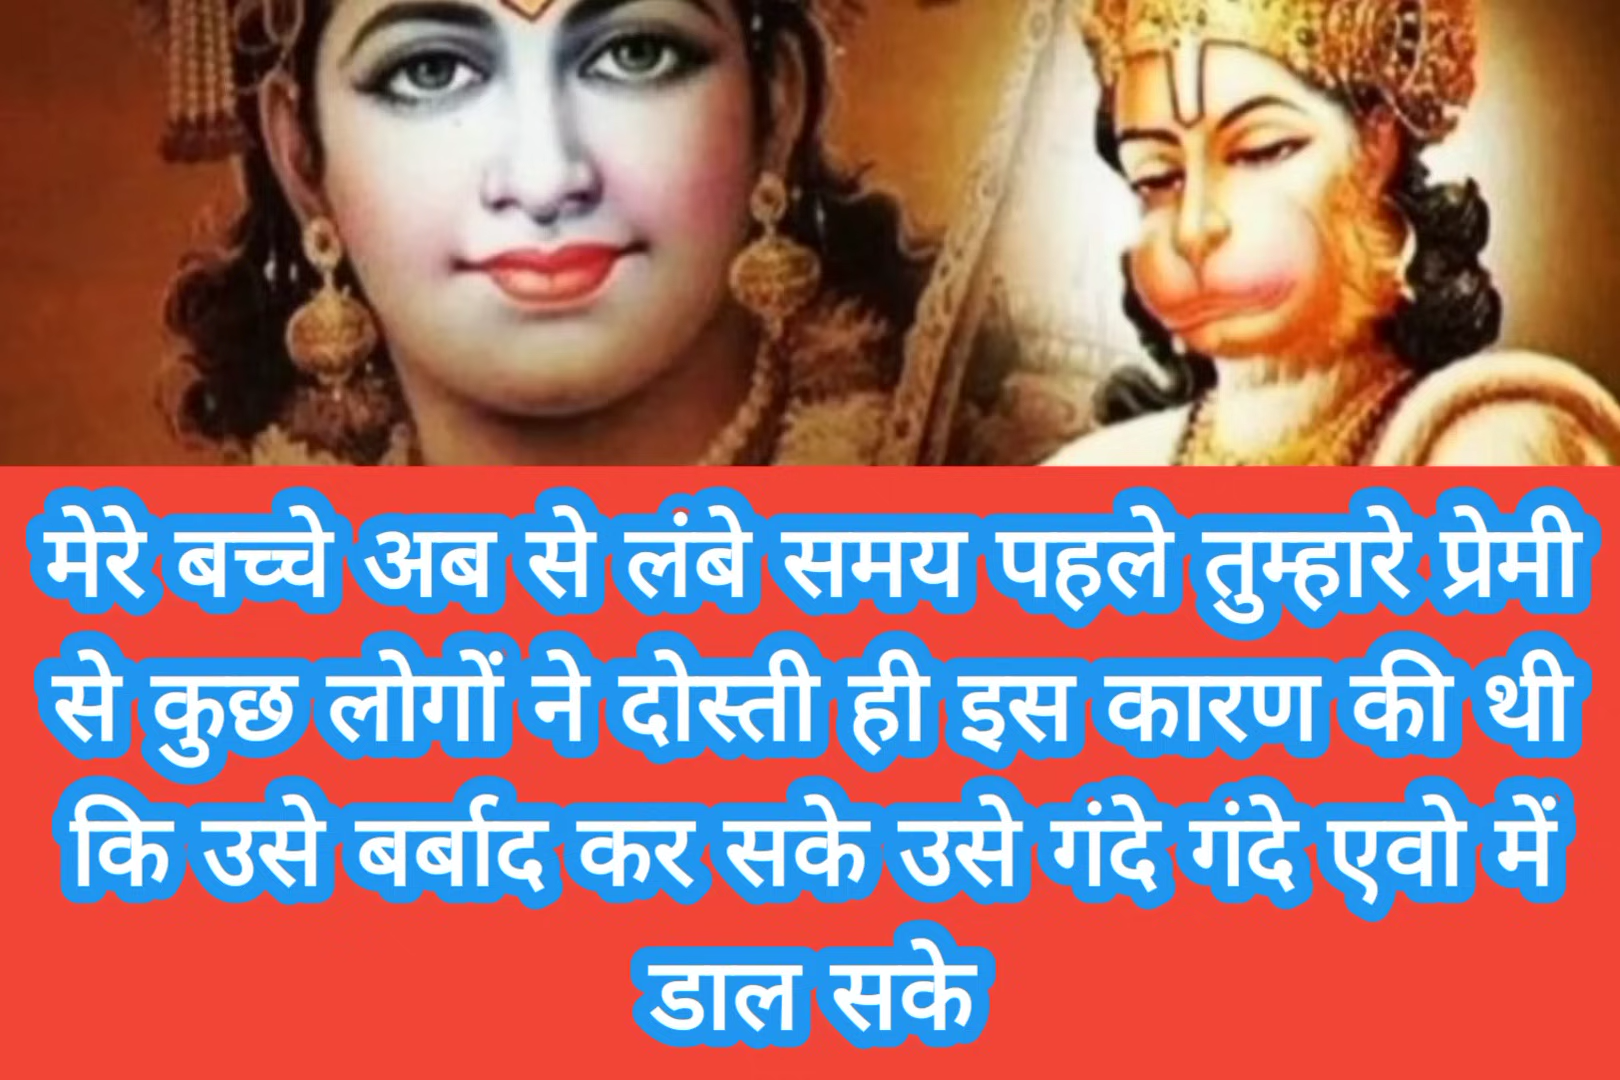 मेरे बच्चे अब से लंबे समय पहले तुम्हारे प्रेमी
से कुछ लोगों ने दोस्ती ही इस कारण की थी
कि उसे बर्बाद कर सके उसे गंदे गंदे एवो में
डाल सके